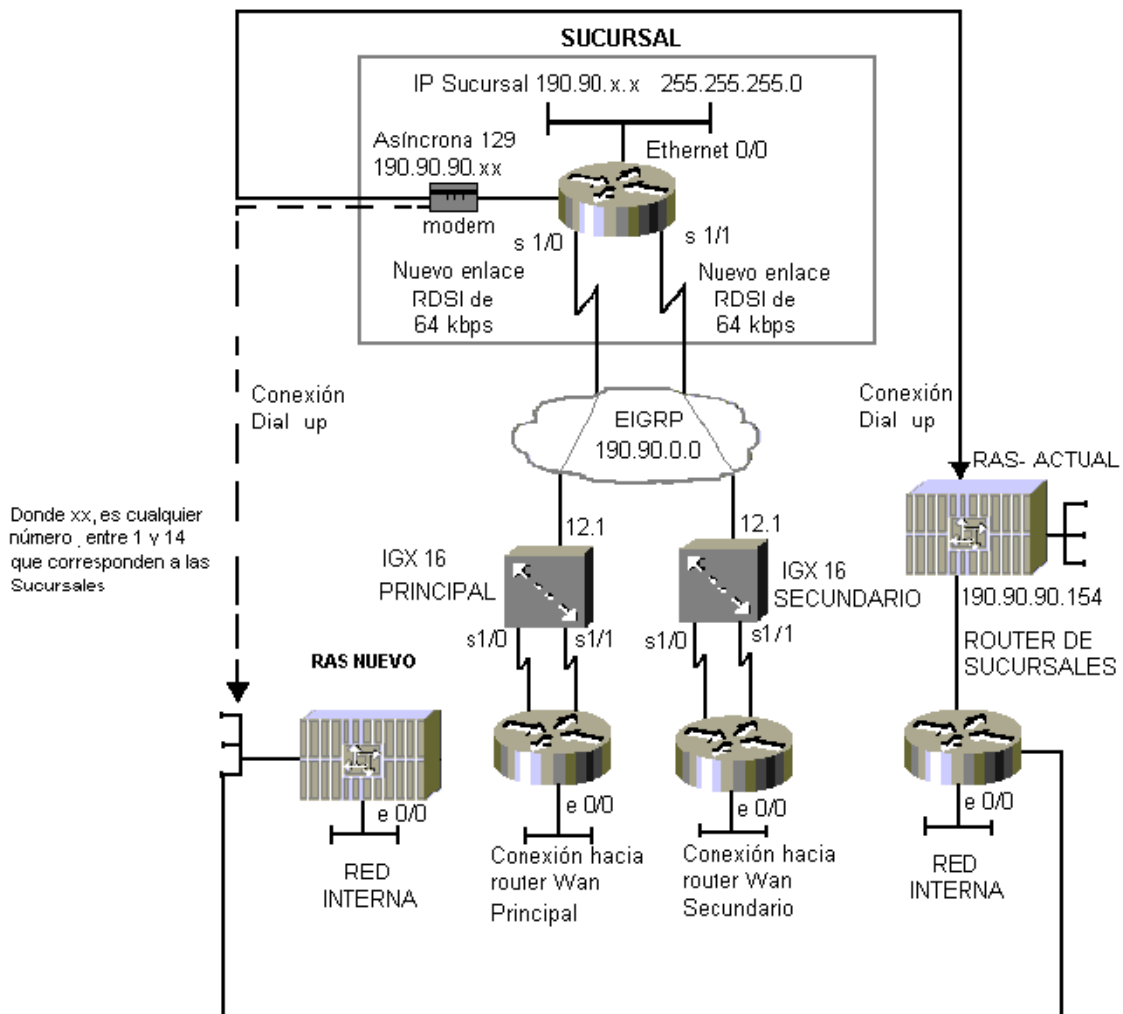 SUCURSAL
IP Sucursal 190.90.x.x 255.255.255.0
Asíncrona 129
190.90.90.xx
Ethernet 0/0
modem
s 1/0
s 1/1
Nuevo enlace
RDSI de
64 kbps
Nuevo enlace
RDSI de
64 kbps
Conexión
Dial up
EIGRP
190.90.0.0
Conexión
Dial up
RAS- ACTUAL
Donde xx, es cualquier
número , entre 1 y 14
que corresponden a las
Sucursales
12.1
12.1
IGX 16
PRINCIPAL
IGX 16
SECUNDARIO
190.90.90.154
s1/0
s1/1
s1/0
s1/1
ROUTER DE
SUCURSALES
RAS NUEVO
e 0/0
e 0/0
e 0/0
e 0/0
RED
INTERNA
Conexión hacia
router Wan
Principal
Conexión hacia
router Wan
Secundario
RED
INTERNA